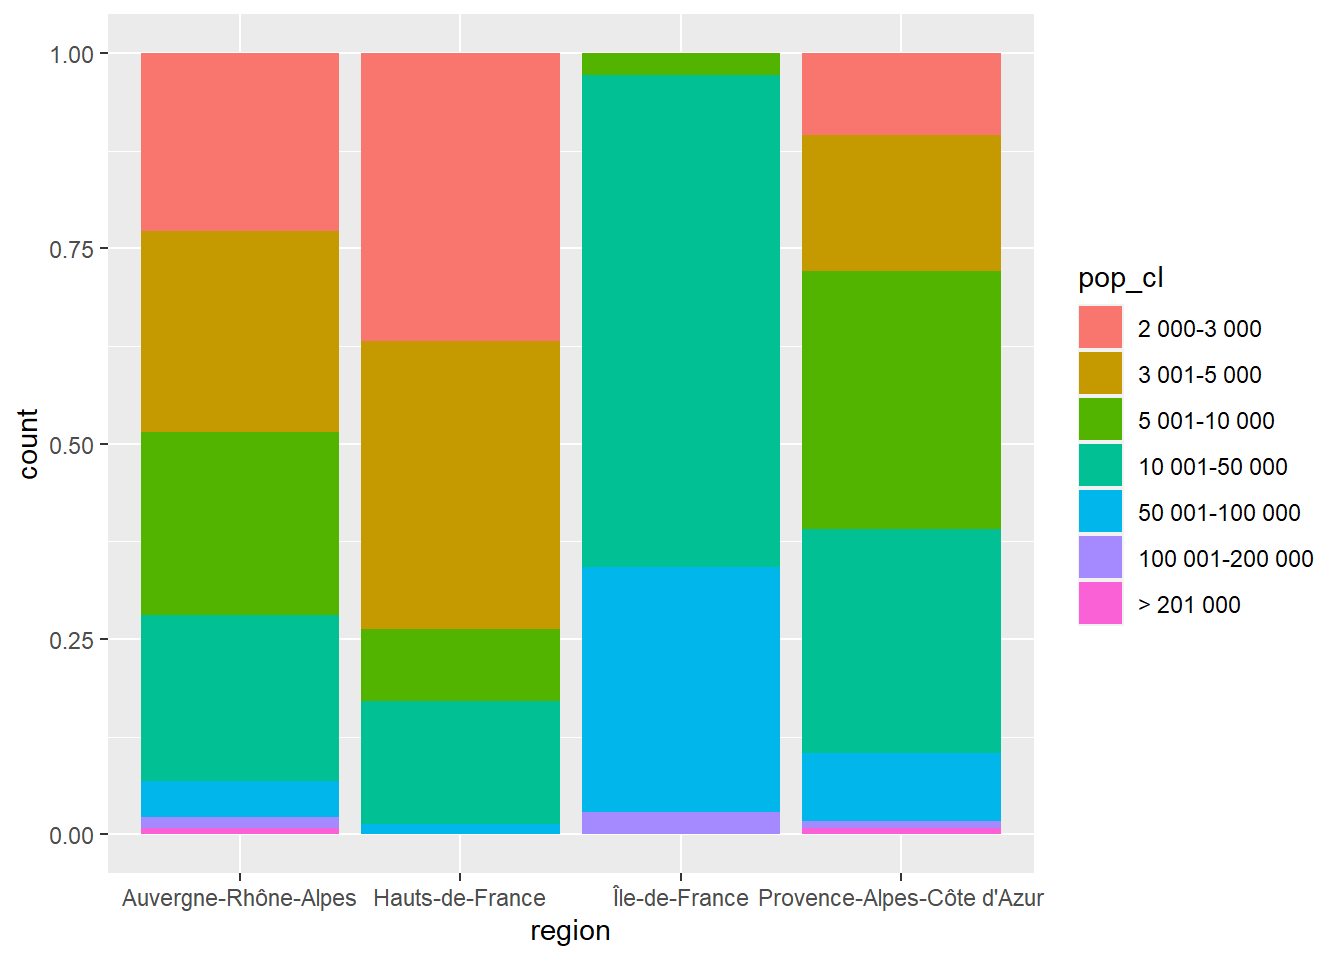 1.00
0.75
0.50
0.25
0.00
count
Auvergne-Rhône-Alpes
Hauts-de-France
Île-de-France
Provence-Alpes-Côte d'Azur
region
pop_cl
2 000-3 000
3 001-5 000
5 001-10 000
10 001-50 000
50 001-100 000
100 001-200 000
> 201 000